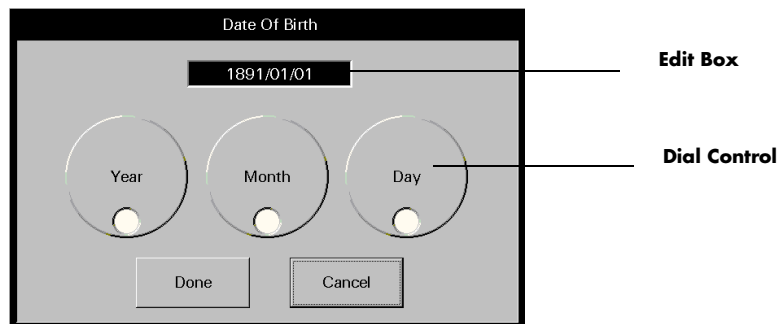 Date Of Birth
1891/01/01
Edit Box
Year
Month
Day
Dial Control
Done
Cancel